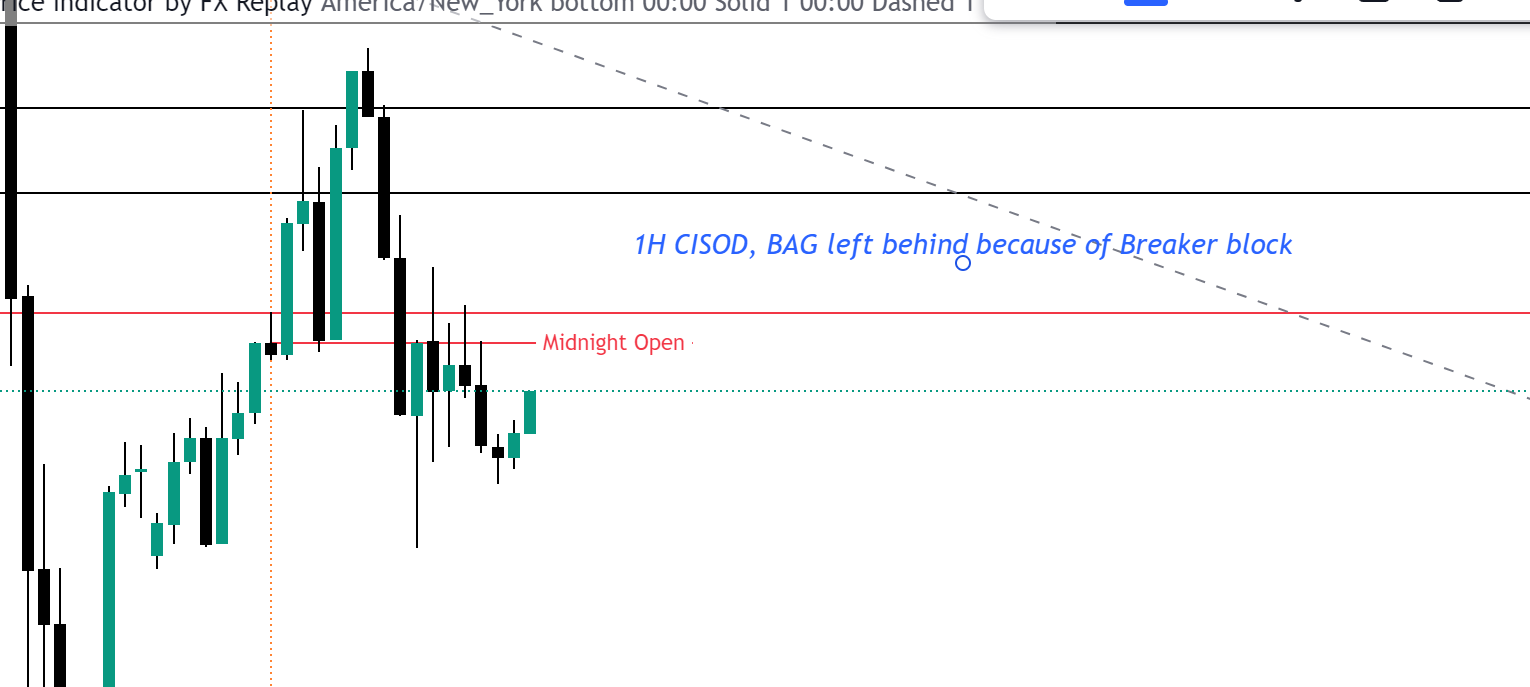 rice Indicator by FX Replay America/New_York bottom 00:00 Solid 1 00:00 Dashed 1
1H CISOD, BAG left behind because of Breaker block
Midnight Open